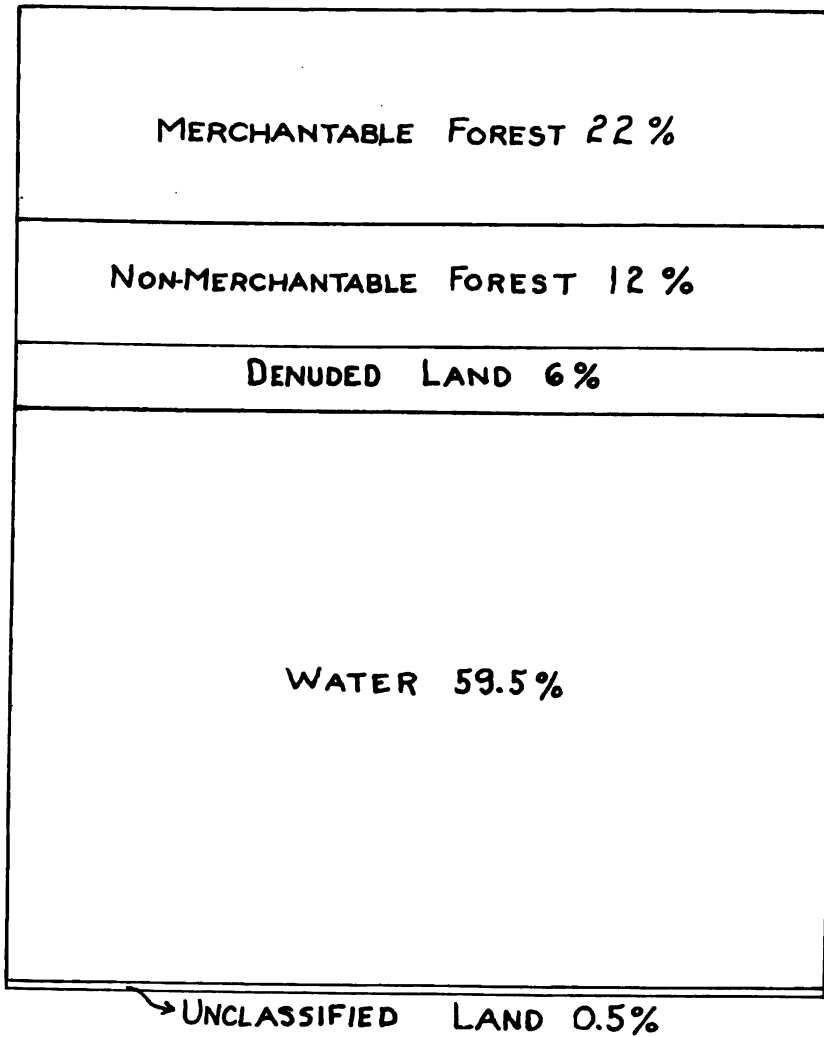 MERCHANTABLE FOREST 22%
NON-MERCHANTABLE FOREST 12%
DENUDED LAND 6%
WATER 59.5%
UNCLASSIFIED LAND 0.5%